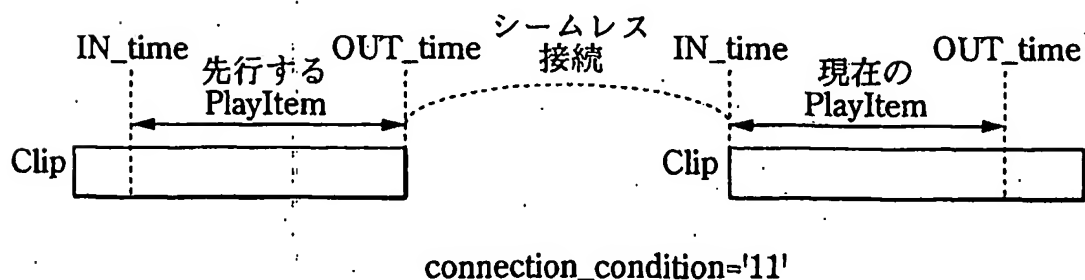 IN_time
先行する
PlayItem
OUT_time
シームレス
接続
IN_time
現在の
PlayItem
OUT_time
Clip
Clip
connection_condition='11'